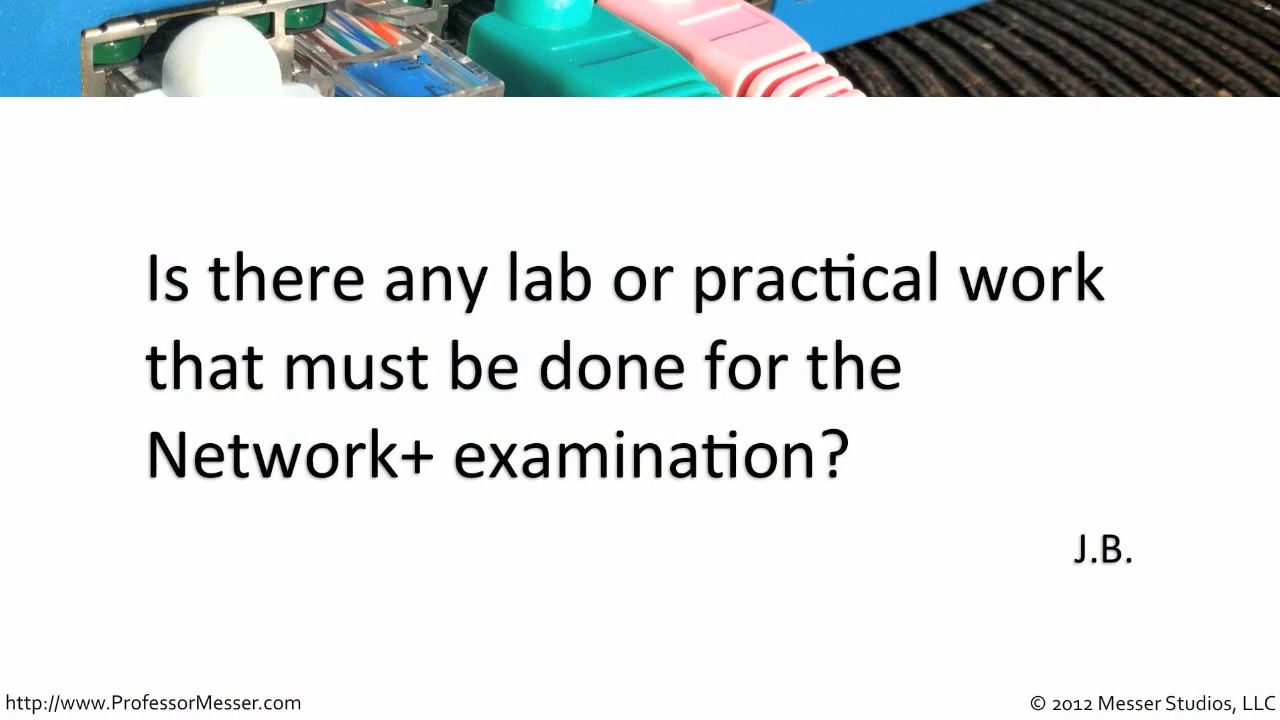 Is there any lab or practical work
that must be done for the
Network+ examination?
J.B.
http://www.ProfessorMesser.com
© 2012 Messer Studios, LLC